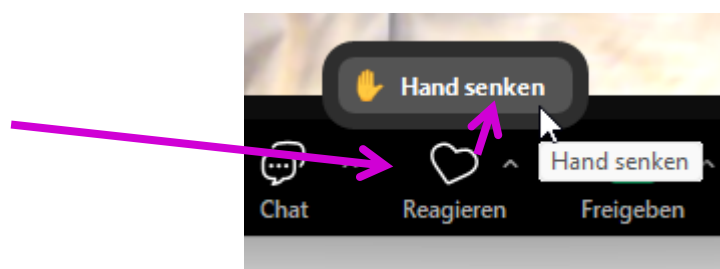 Hand senken
Hand senken
Chat
Reagieren
Freigeben